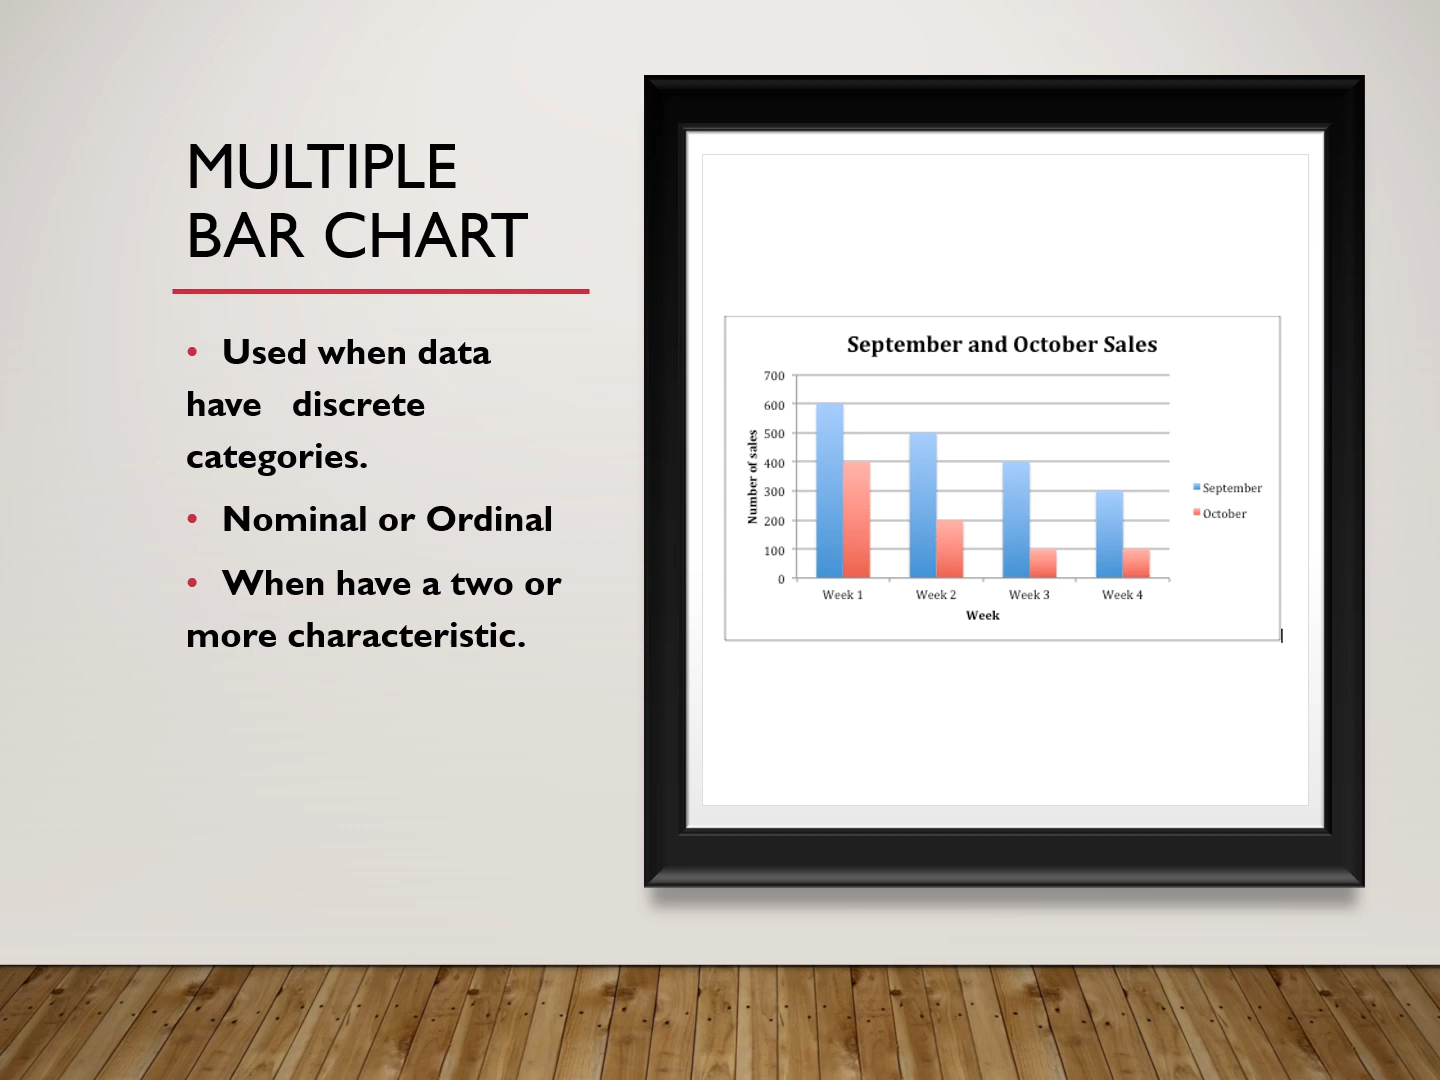 MULTIPLE
BAR CHART
• Used when data
have discrete
categories.
• Nominal or Ordinal
• When have a two or
more characteristic.
September and October Sales
700
600
500
400
300
200
100
0
Number of sales
Week 1 Week 2 Week 3 Week 4
Week
September
October